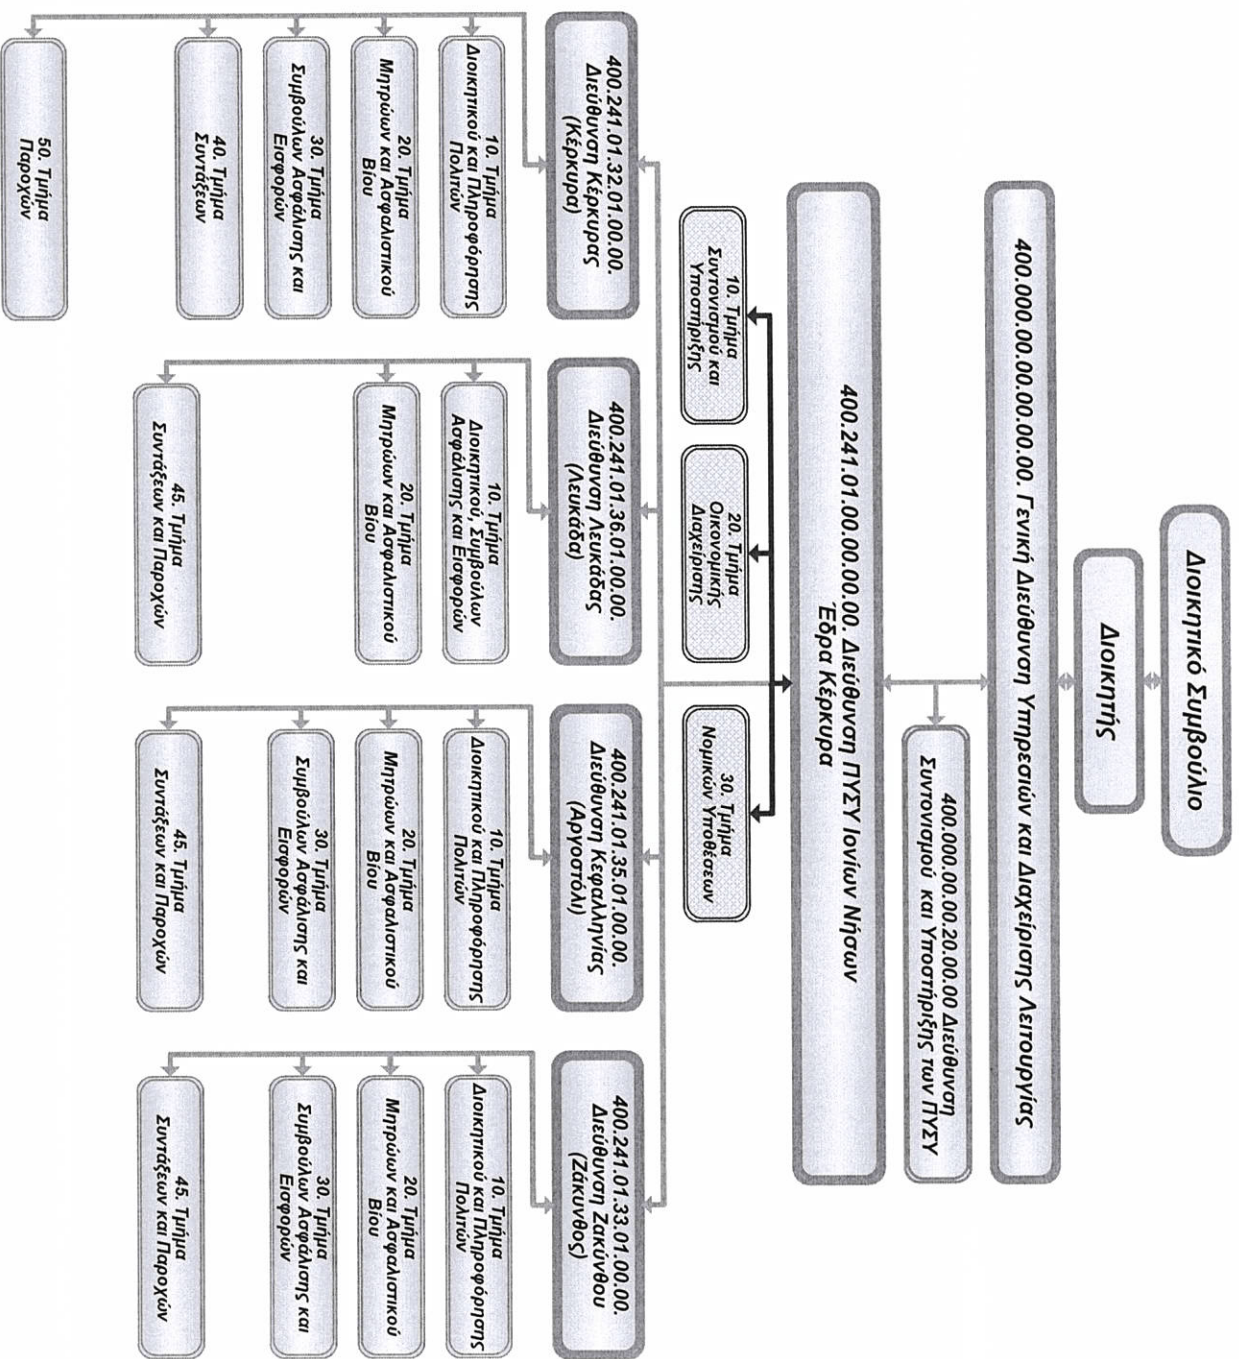 Διοικητικό Συμβούλιο
Διοικητής
400.000.00.00.00.00.00. Γενική Διεύθυνση Υπηρεσιών και Διαχείρισης Λειτουργίας
400.000.00.00.20.00.00 Διεύθυνση
Συντονισμού και Υποστήριξης των ΠΥΣΥ
400.241.01.00.00.00.00. Διεύθυνση ΠΥΣΥ Ιονίων Νήσων
Έδρα Κέρκυρα
10. Τμήμα
Συντονισμού και
Υποστήριξης
20. Τμήμα
Οικονομικής
Διαχείρισης
30. Τμήμα
Νομικών Υποθέσεων
400.241.01.32.01.00.00.
Διεύθυνση Κέρκυρας
(Κέρκυρα)
10. Τμήμα
Διοικητικού και Πληροφόρησης
Πολιτών
20. Τμήμα
Μητρώων και Ασφαλιστικού
Βίου
30. Τμήμα
Συμβούλων Ασφάλισης και
Εισφορών
40. Τμήμα
Συντάξεων
50. Τμήμα
Παροχών
400.241.01.36.01.00.00.
Διεύθυνση Λευκάδας
(Λευκάδα)
10. Τμήμα
Διοικητικού, Συμβούλων
Ασφάλισης και Εισφορών
20. Τμήμα
Μητρώων και Ασφαλιστικού
Βίου
45. Τμήμα
Συντάξεων και Παροχών
400.241.01.35.01.00.00.
Διεύθυνση Κεφαλληνίας
(Αργοστόλι)
10. Τμήμα
Διοικητικού και Πληροφόρησης
Πολιτών
20. Τμήμα
Μητρώων και Ασφαλιστικού
Βίου
30. Τμήμα
Συμβούλων Ασφάλισης και
Εισφορών
45. Τμήμα
Συντάξεων και Παροχών
400.241.01.33.01.00.00.
Διεύθυνση Ζακύνθου
(Ζάκυνθος)
10. Τμήμα
Διοικητικού και Πληροφόρησης
Πολιτών
20. Τμήμα
Μητρώων και Ασφαλιστικού
Βίου
30. Τμήμα
Συμβούλων Ασφάλισης και
Εισφορών
45. Τμήμα
Συντάξεων και Παροχών